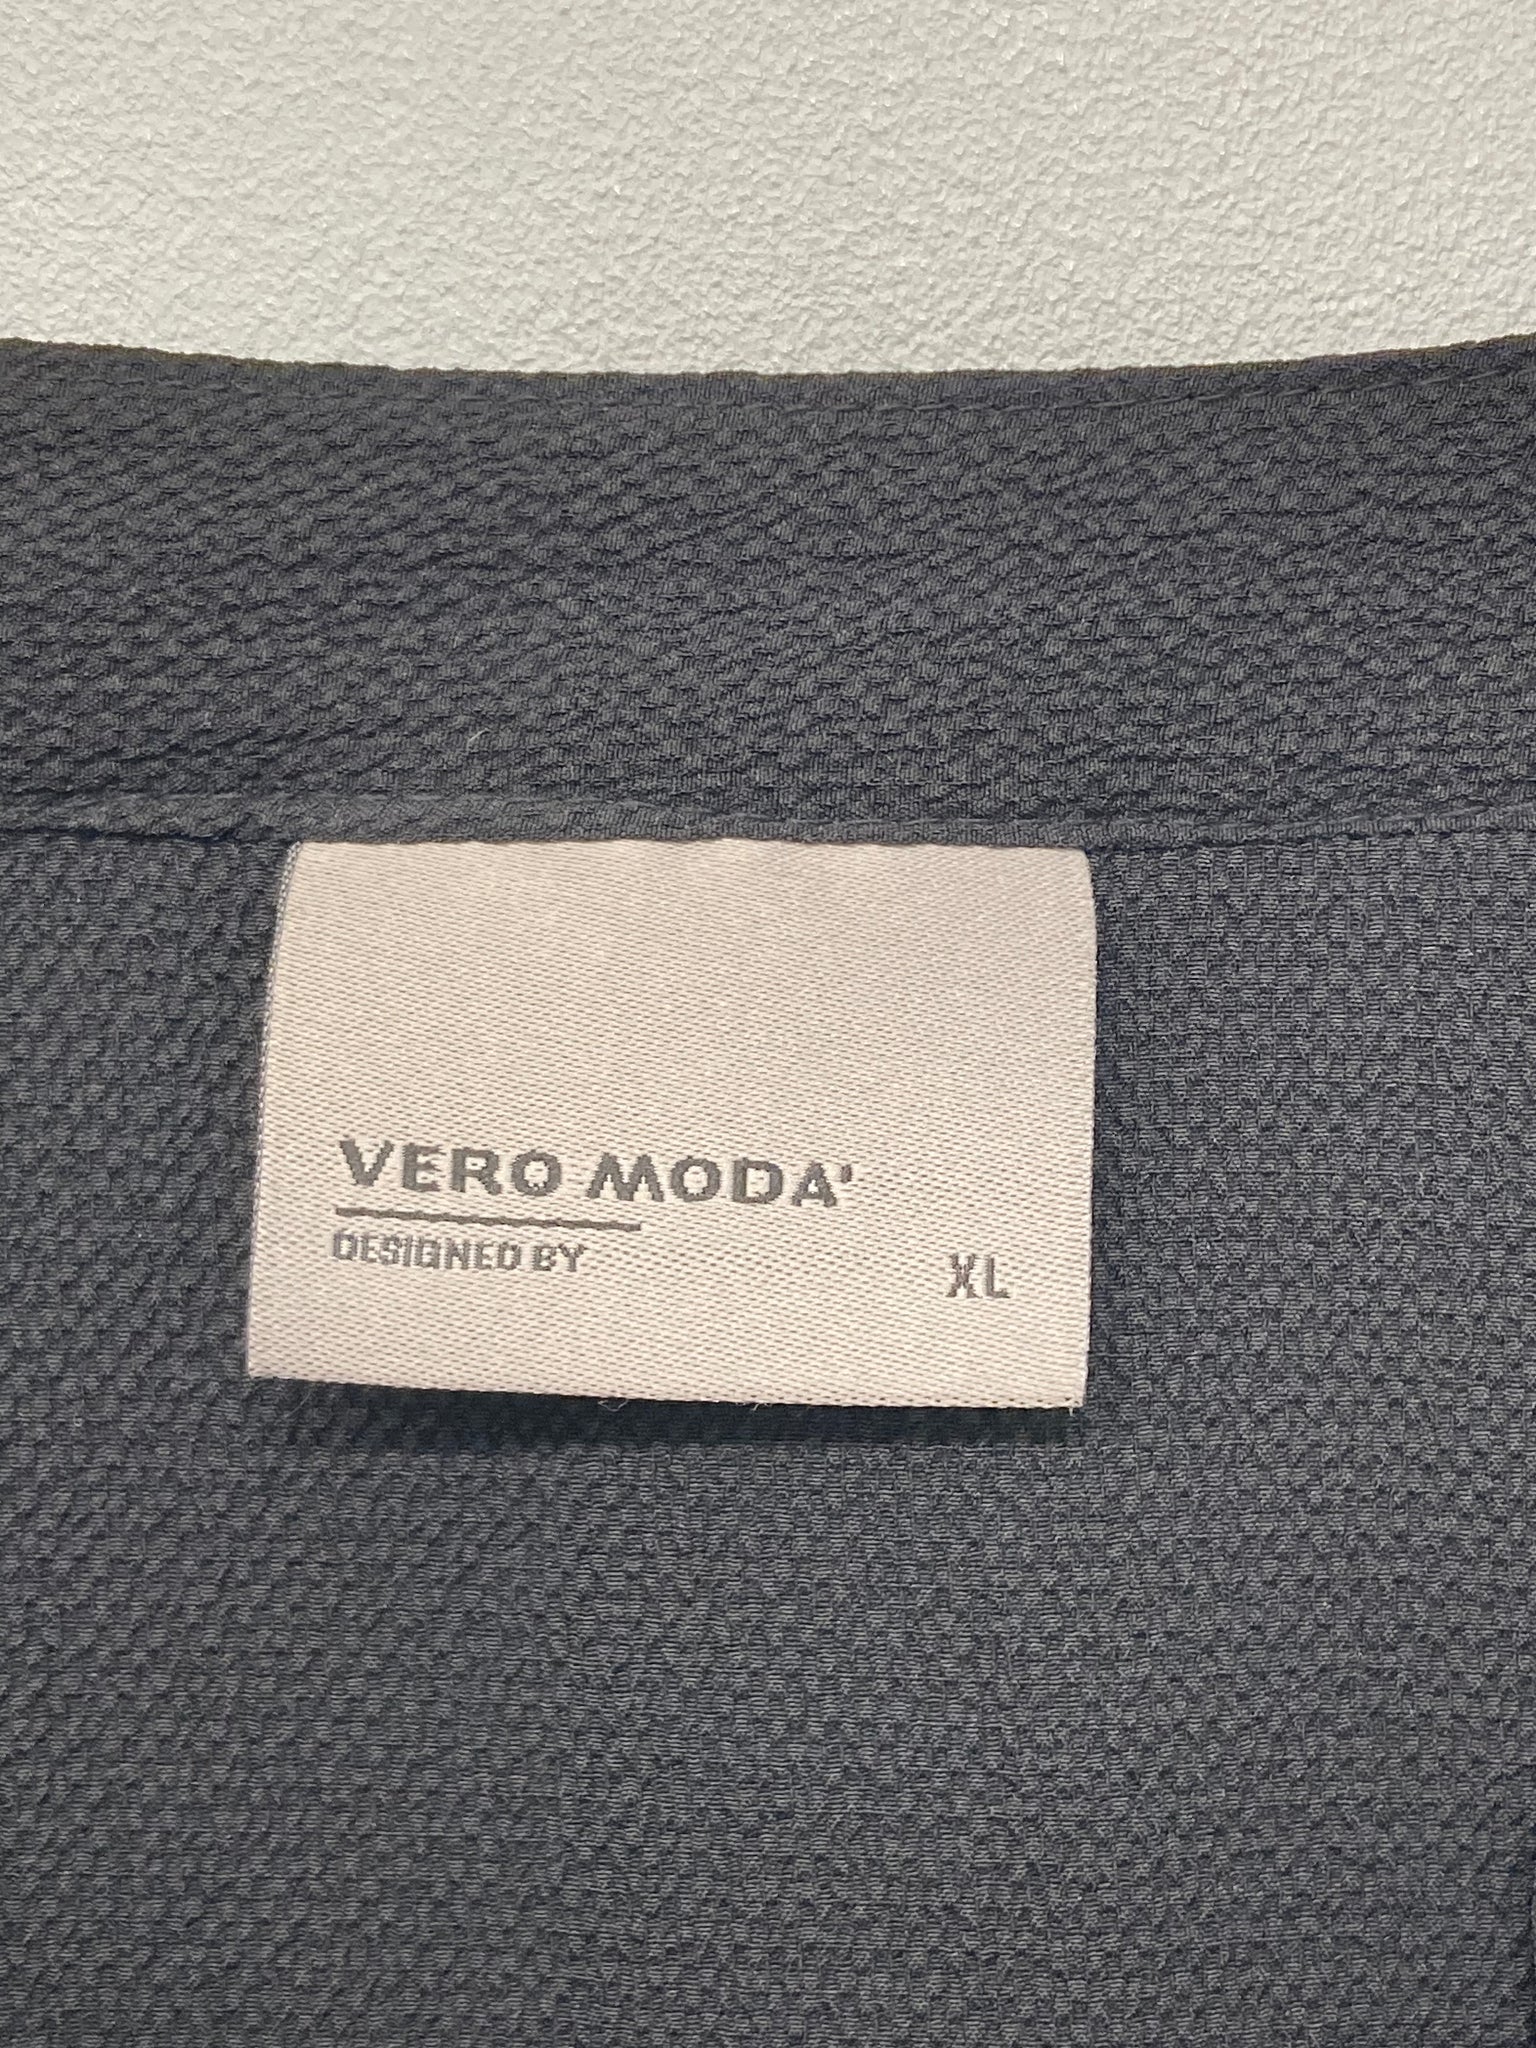 VERO MODA'
DESIGNED BY
XL